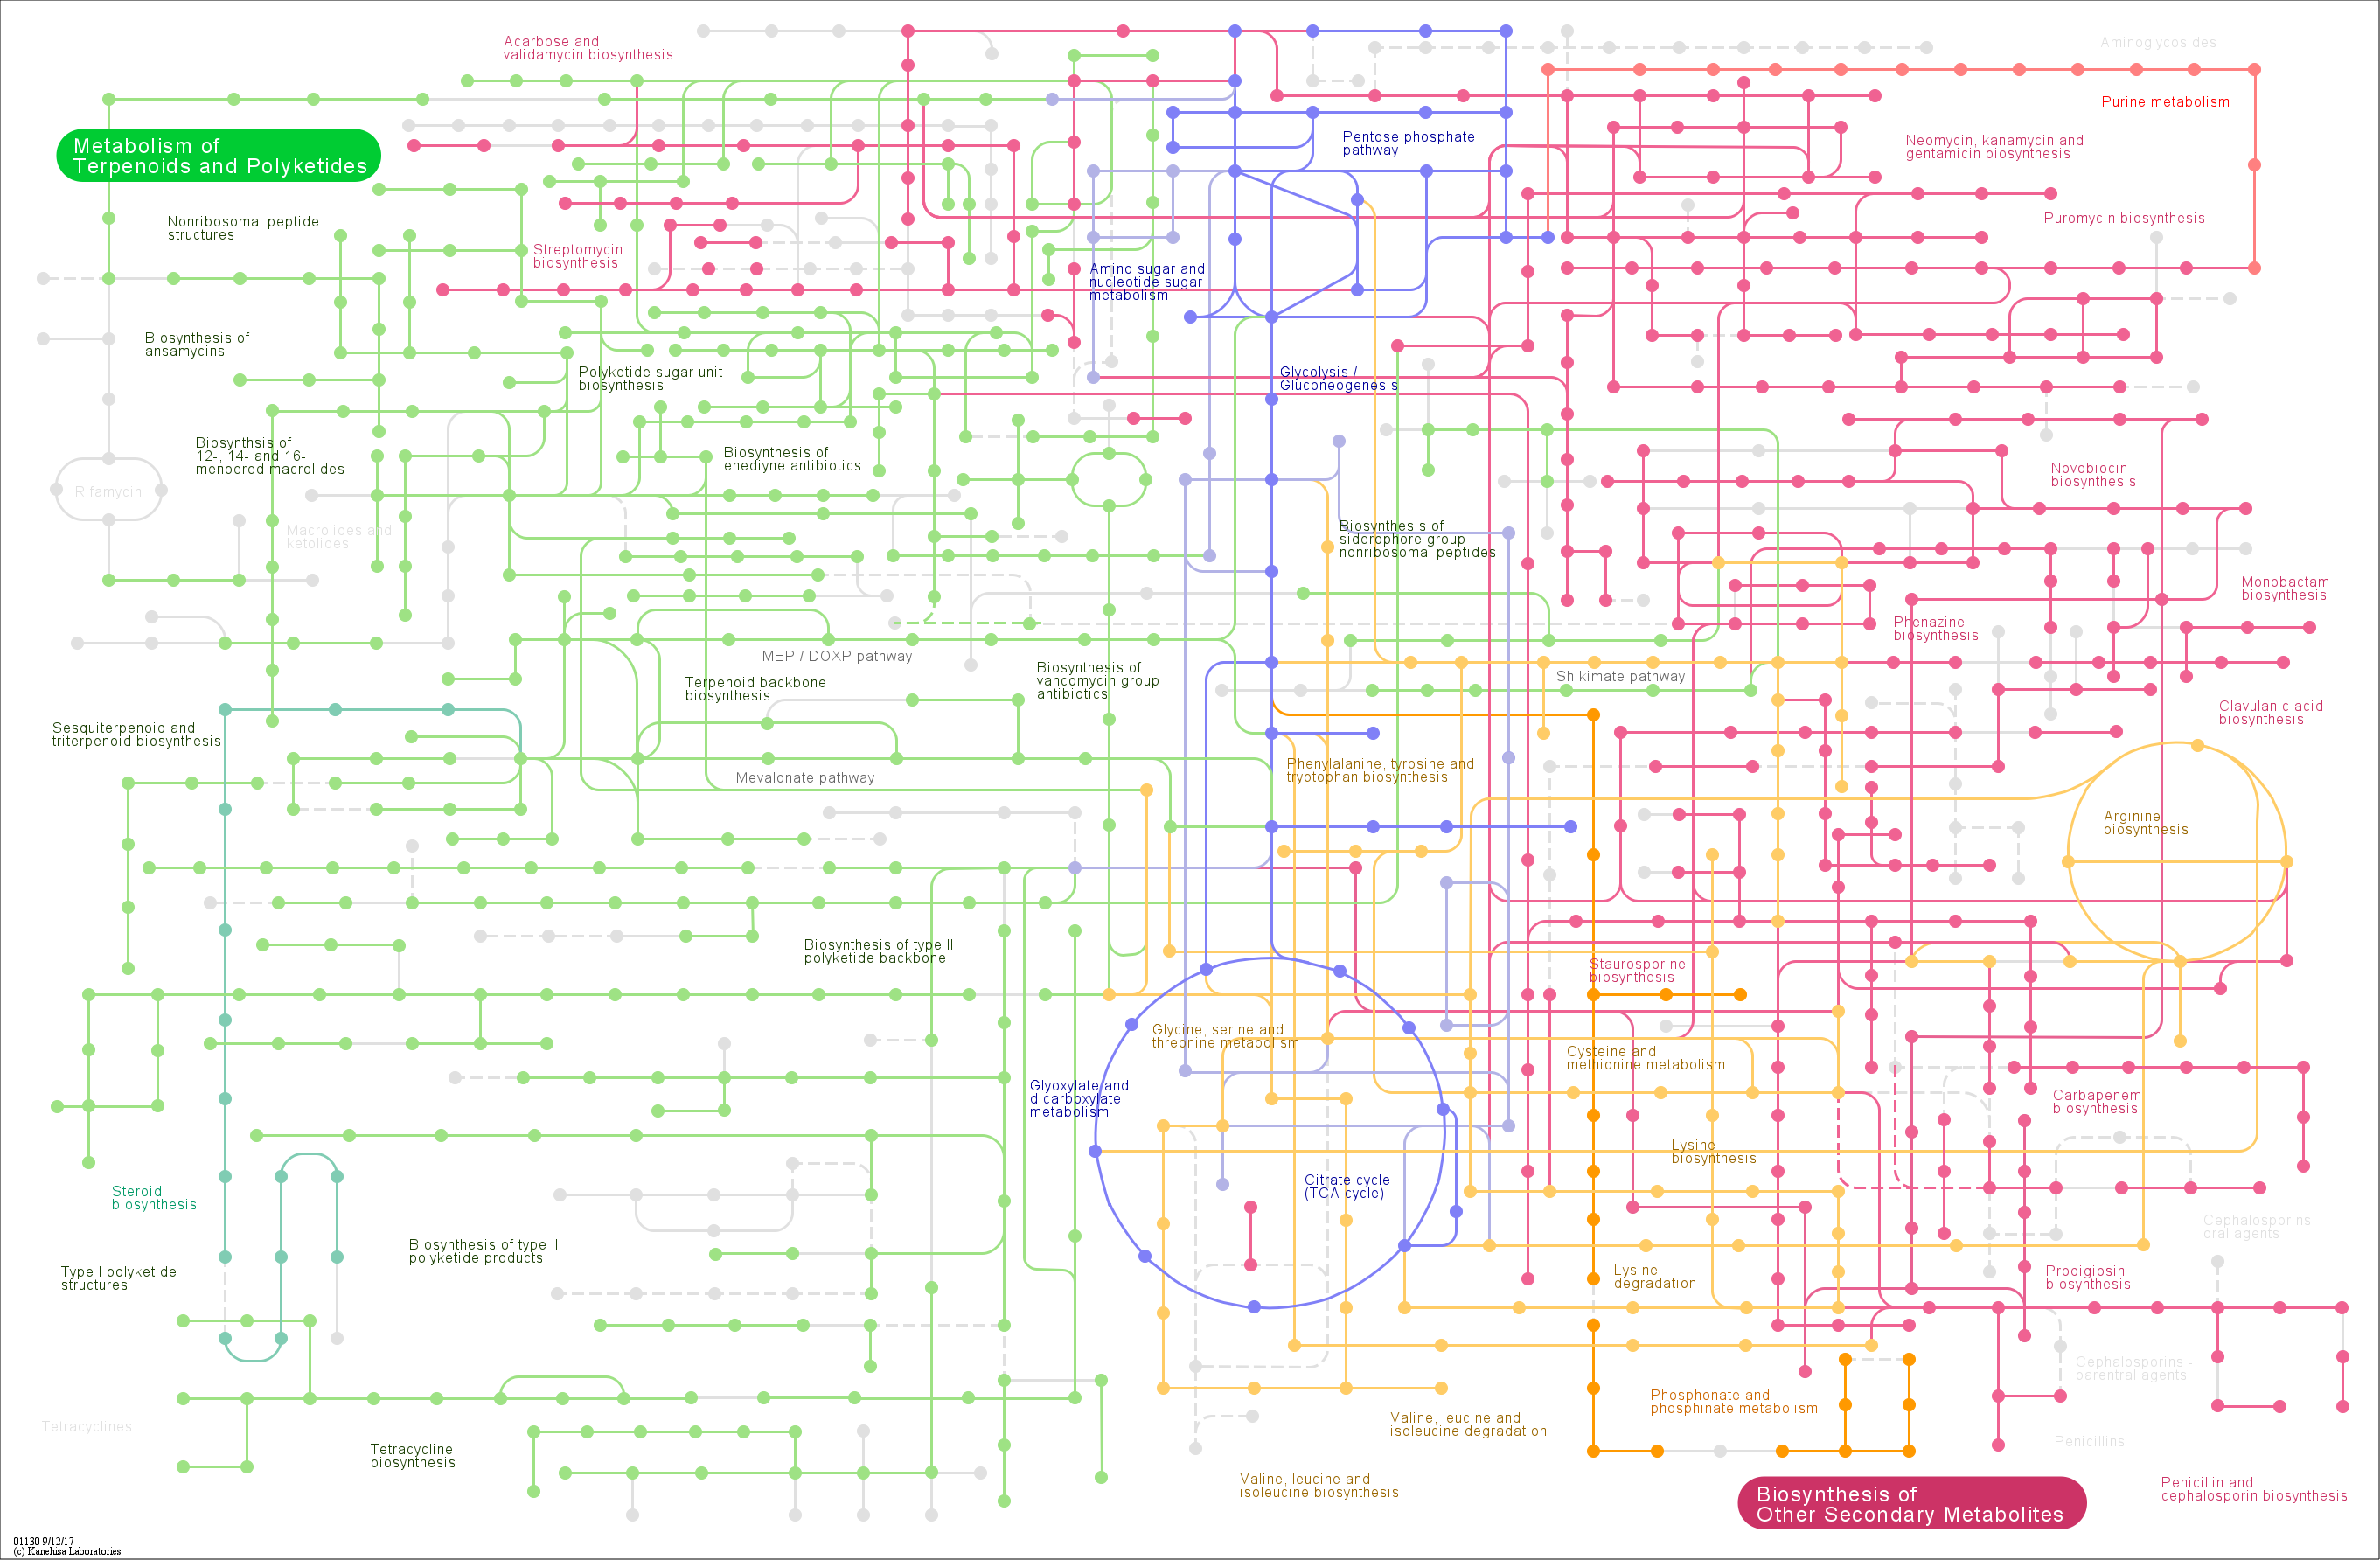 Acarbose and
validamycin biosynthesis
Aminoglycosides
Purine metabolism
Metabolism of
Terpenoids and Polyketides
Pentose phosphate
pathway
Neomycin, kanamycin and
gentamicin biosynthesis
Nonribosomal peptide
structures
Puromycin biosynthesis
Streptomycin
biosynthesis
Amino sugar and
nucleotide sugar
metabolism
Biosynthesis of
ansamycins
Polyketide sugar unit
biosynthesis
Glycolysis /
Gluconeogenesis
Biosynthsis of
12-, 14- and 16-
menbered macrolides
Biosynthesis of
enediyne antibiotics
Novobiocin
biosynthesis
Rifamycin
Macrolides and
ketolides
Biosynthesis of
siderophore group
nonribosomal peptides
Monobactam
biosynthesis
Phenazine
biosynthesis
MEP / DOXP pathway
Biosynthesis of
vancomycin group
antibiotics
Terpenoid backbone
biosynthesis
Shikimate pathway
Clavulanic acid
biosynthesis
Sesquiterpenoid and
triterpenoid biosynthesis
Mevalonate pathway
Phenylalanine, tyrosine and
tryptophan biosynthesis
Arginine
biosynthesis
Biosynthesis of type II
polyketide backbone
Staurosporine
biosynthesis
Glycine, serine and
threonine metabolism
Cysteine and
methionine metabolism
Glyoxylate and
dicarboxylate
metabolism
Carbapenem
biosynthesis
Lysine
biosynthesis
Steroid
biosynthesis
Citrate cycle
(TCA cycle)
Cephalosporins -
oral agents
Biosynthesis of type II
polyketide products
Type I polyketide
structures
Lysine
degradation
Prodigiosin
biosynthesis
Cephalosporins -
parentral agents
Phosphonate and
phosphinate metabolism
Tetracyclines
Valine, leucine and
isoleucine degradation
Penicillins
Tetracycline
biosynthesis
Valine, leucine and
isoleucine biosynthesis
Penicillin and
cephalosporin biosynthesis
Biosynthesis of
Other Secondary Metabolites
01130 9/12/17
(c) Kanehisa Laboratories